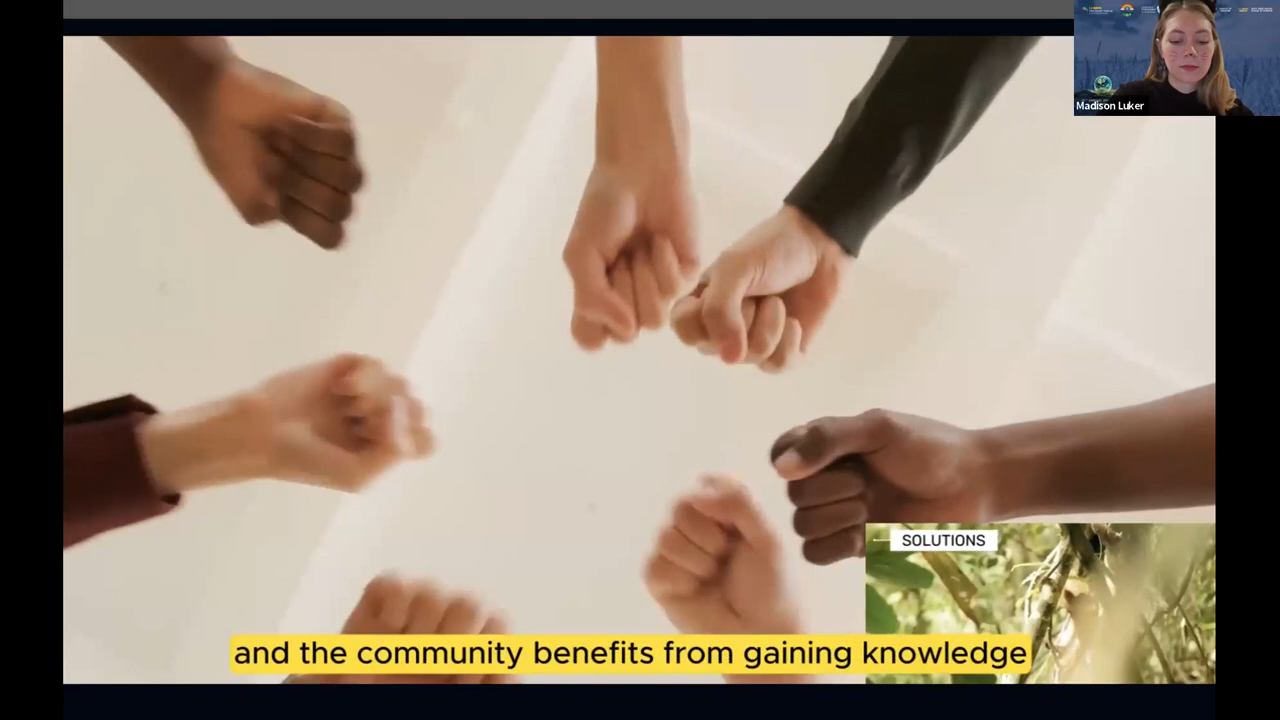 Madison Luker
SOLUTIONS
and the community benefits from gaining knowledge